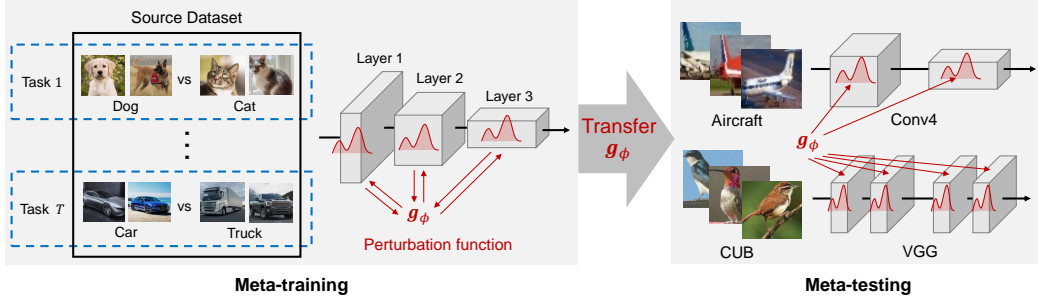 Source Dataset
Task 1
Dog
vs
Cat
Task T
Car
vs
Truck
Layer 1
Layer 2
Layer 3
g_ϕ
Perturbation function
Meta-training
Transfer
g_ϕ
Aircraft
Conv4
g_ϕ
CUB
VGG
Meta-testing